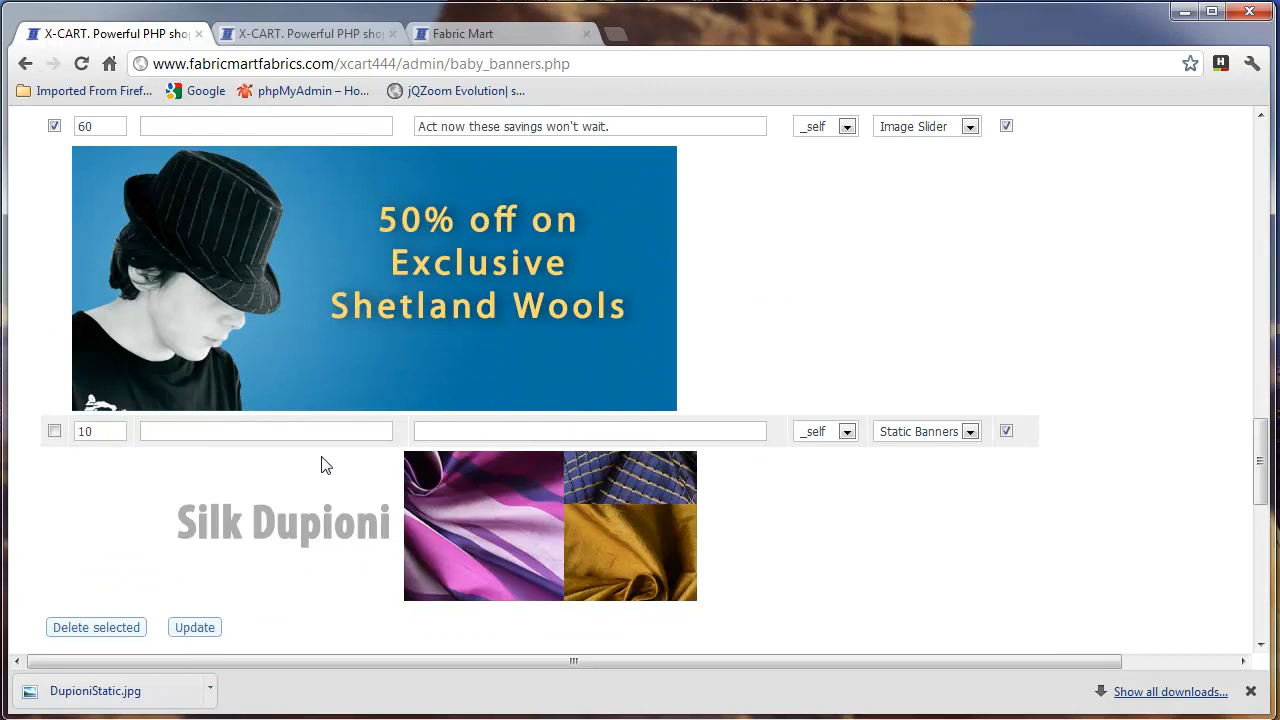 X-CART. Powerful PHP sho
X-CART. Powerful PHP sho
Fabric Mart
www.fabricmartfabrics.com/xcart444/admin/baby_banners.php
Imported From Firef...
Google
phpMyAdmin – Ho...
jQZoom Evolution| s...
60
Act now these savings won't wait.
_self
Image Slider
50% off on
Exclusive
Shetland Wools
10
_self
Static Banners
Silk Dupioni
Delete selected
Update
DupioniStatic.jpg
Show all downloads...